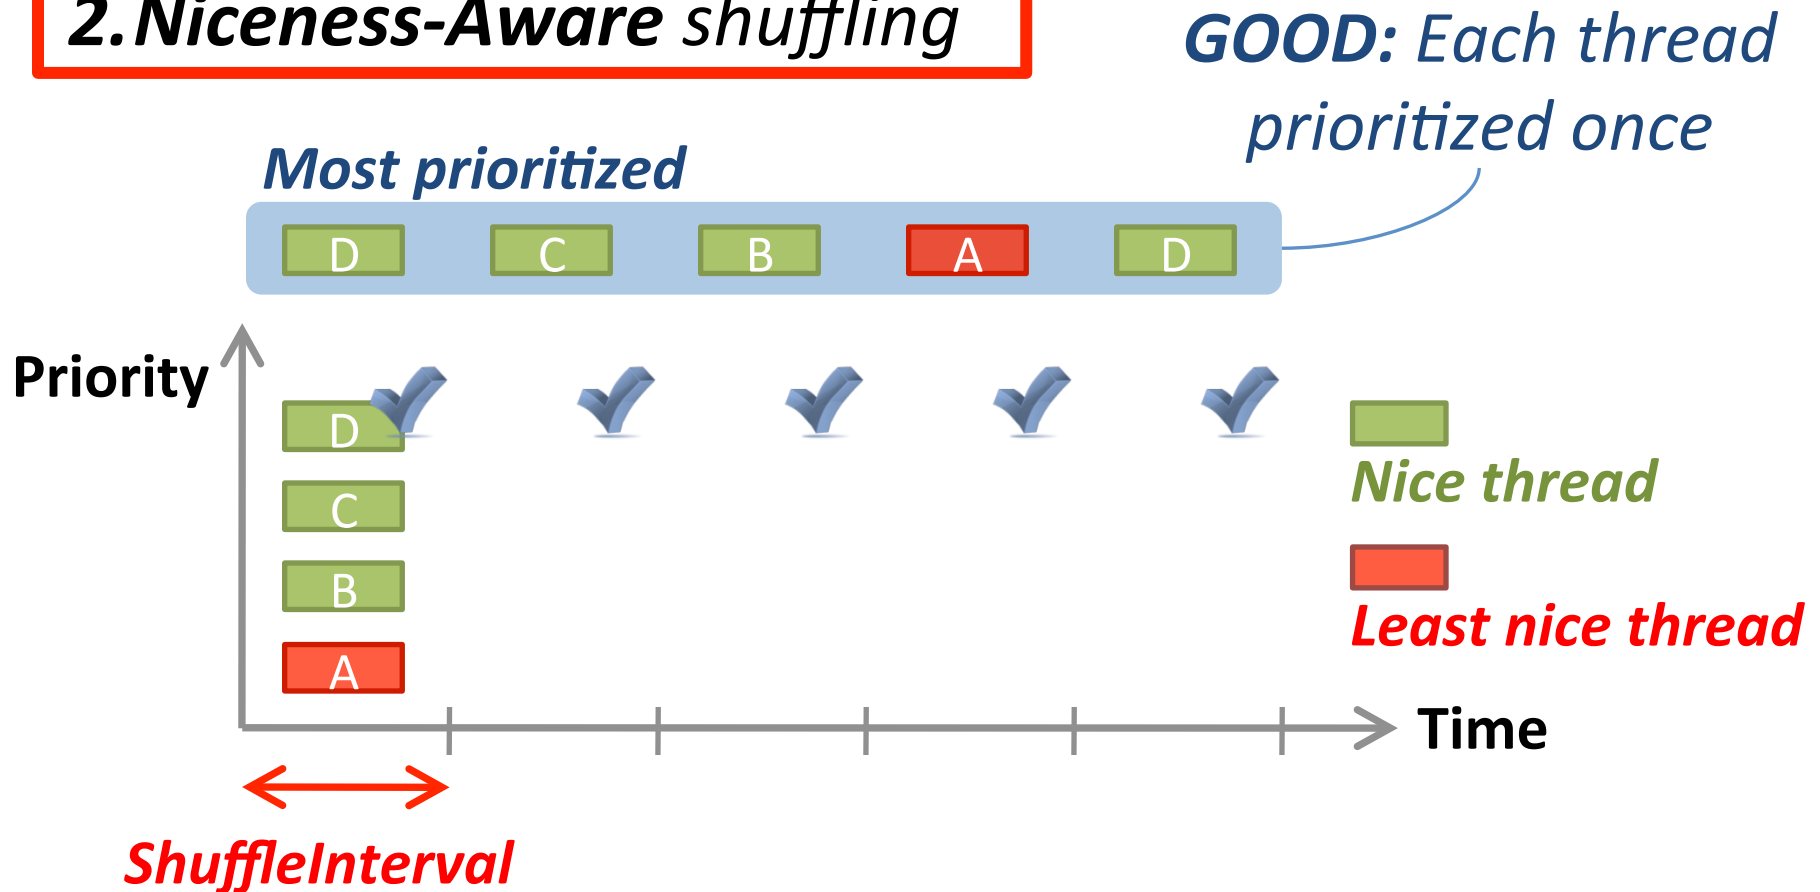 2. Niceness-Aware shuffling
GOOD: Each thread
prioritized once
Most prioritized
D C B A D
Priority
D
C
B
A
Nice thread
Least nice thread
Time
ShuffleInterval